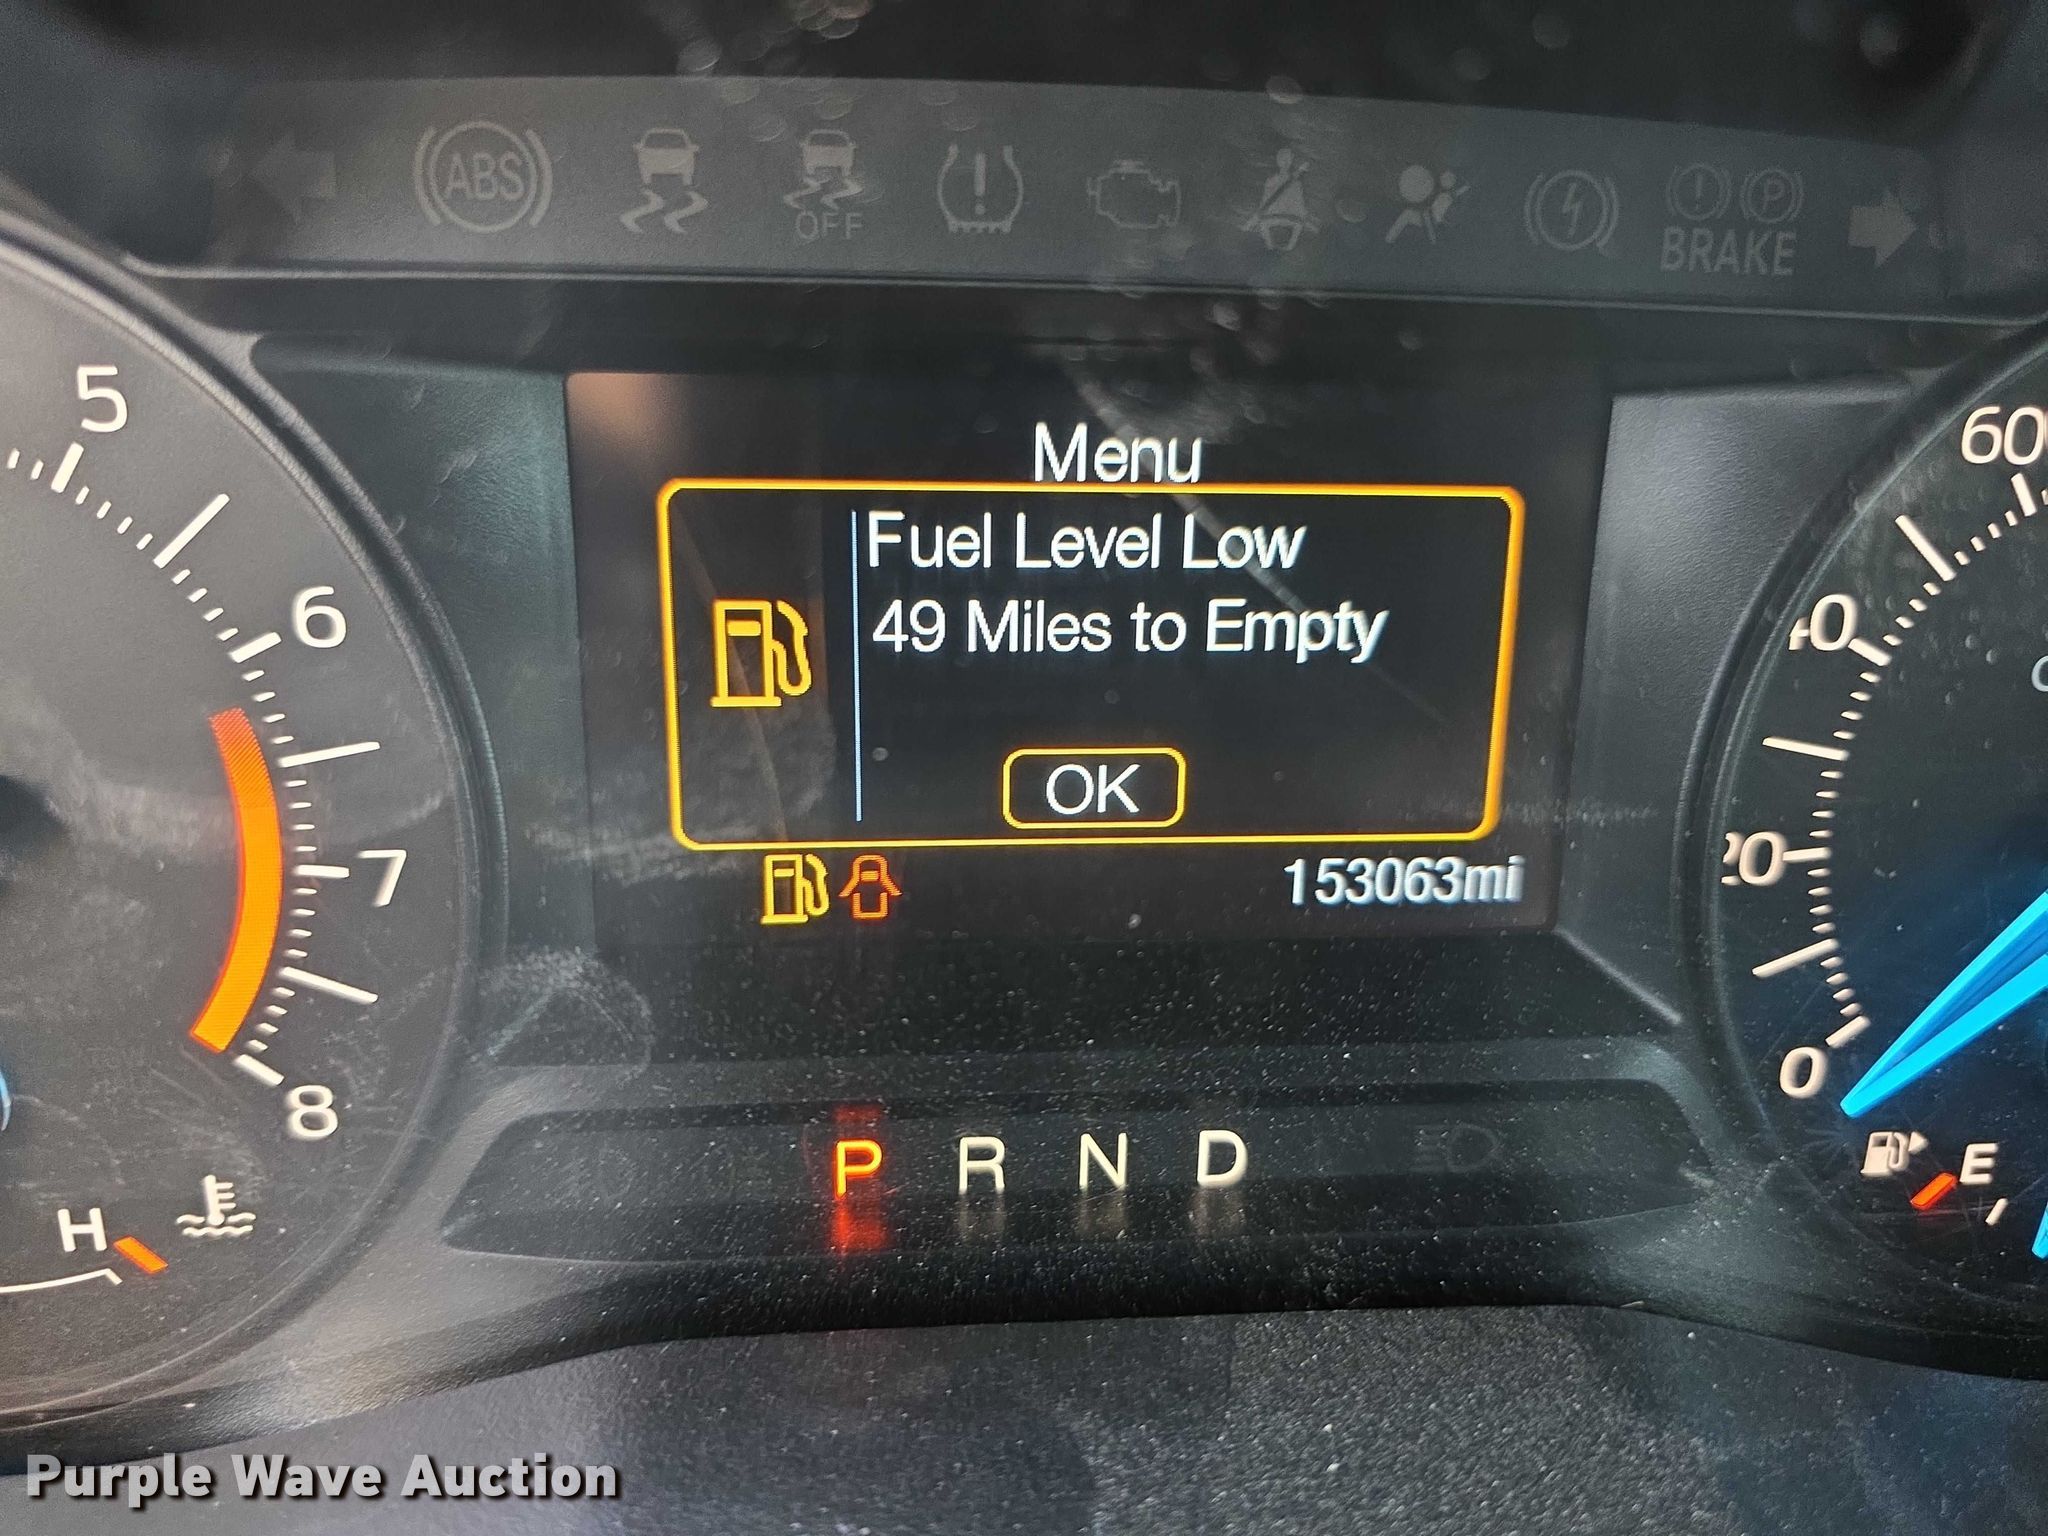 ABS
OFF
BRAKE
Menu
Fuel Level Low
49 Miles to Empty
OK
153063mi
5
6
7
8
H
P R N D
60
40
20
0
E
Purple Wave Auction